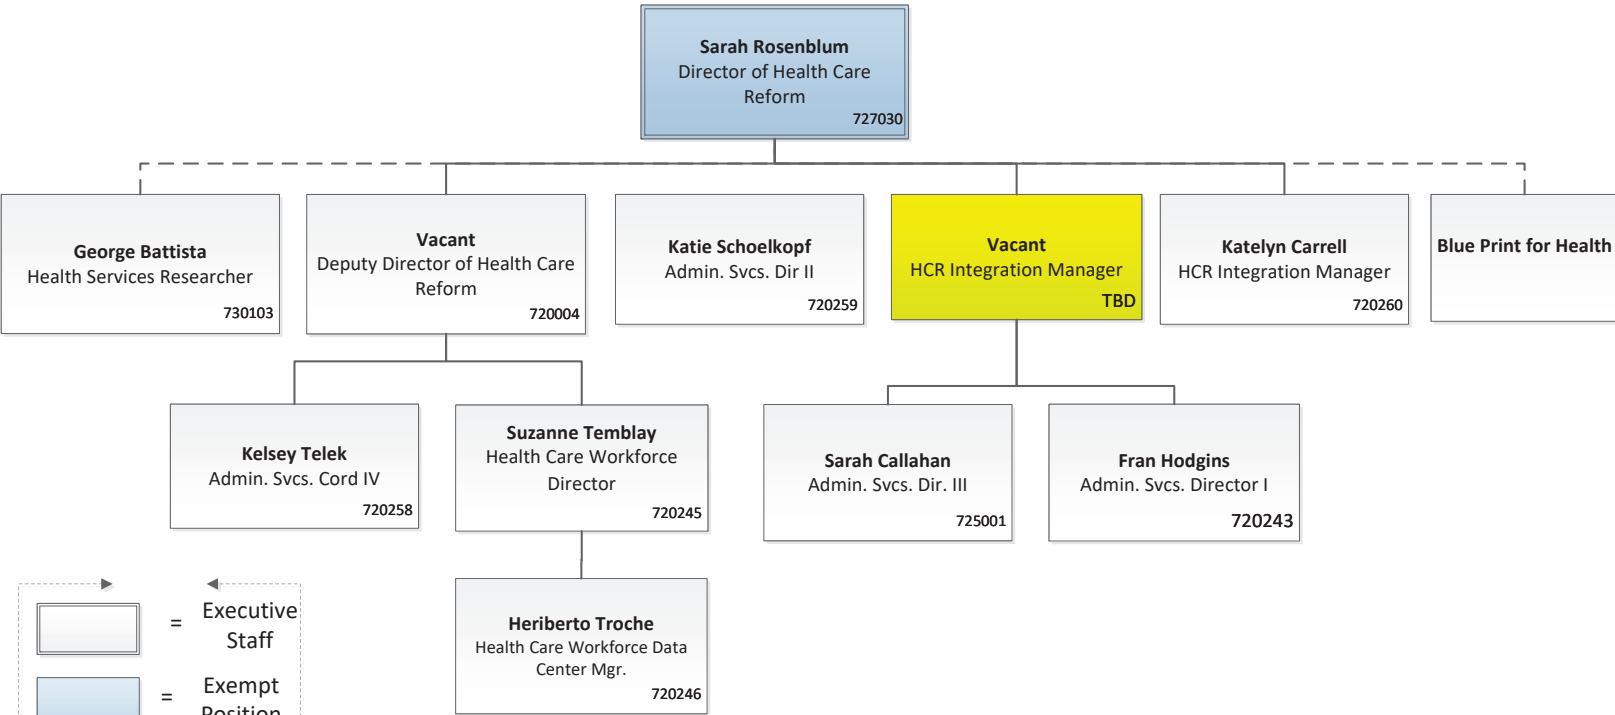 Sarah Rosenblum
Director of Health Care
Reform
727030
George Battista
Health Services Researcher
730103
Vacant
Deputy Director of Health Care
Reform
720004
Katie Schoelkopf
Admin. Svcs. Dir II
720259
Vacant
HCR Integration Manager
TBD
Katelyn Carrell
HCR Integration Manager
720260
Blue Print for Health
Kelsey Telek
Admin. Svcs. Cord IV
720258
Suzanne Temblay
Health Care Workforce
Director
720245
Sarah Callahan
Admin. Svcs. Dir. III
725001
Fran Hodgins
Admin. Svcs. Director I
720243
Heriberto Troche
Health Care Workforce Data
Center Mgr.
720246
= Executive
Staff
= Exempt
Position